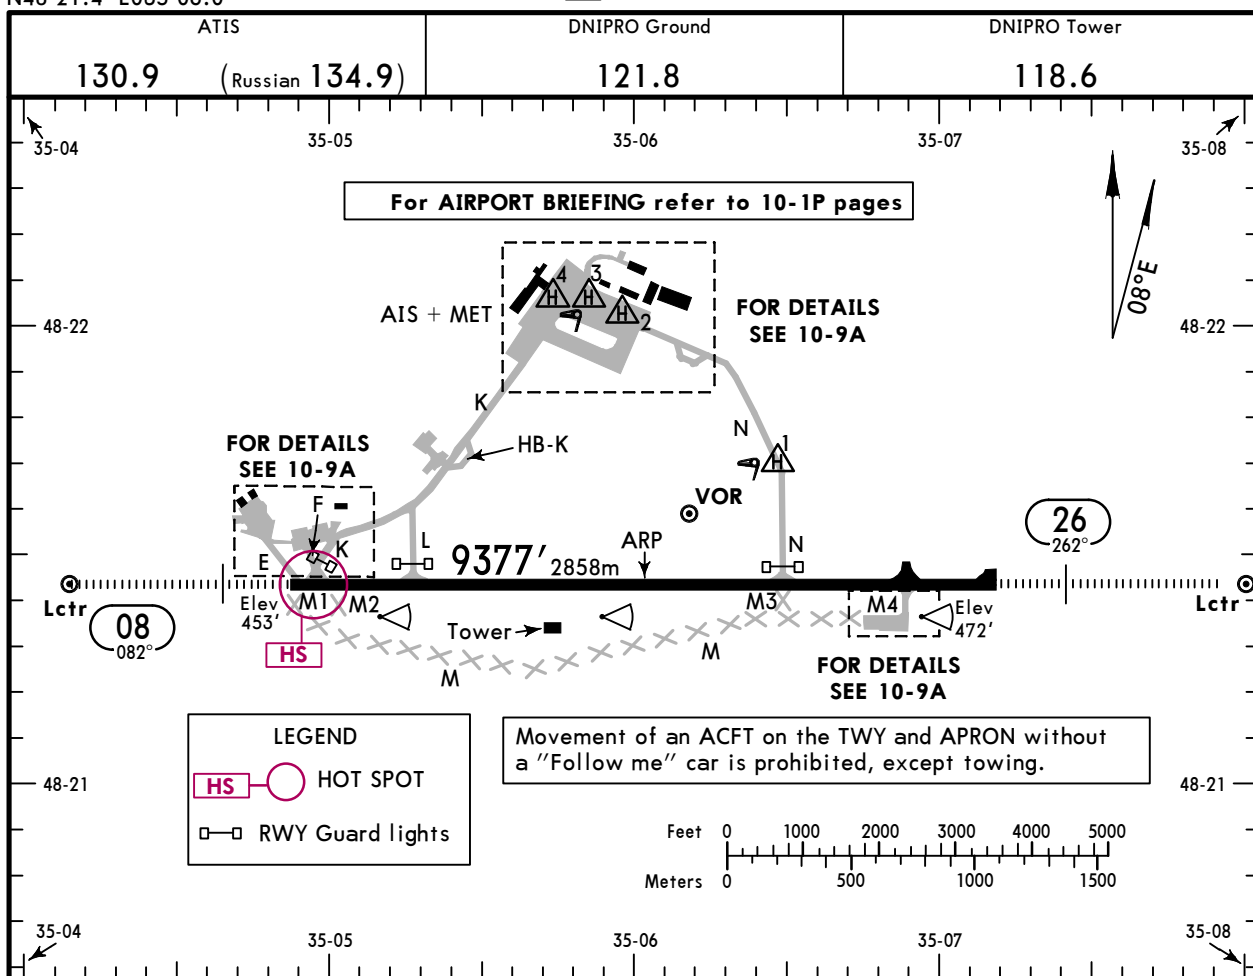 N48 21.4 E035 06.0
ATIS
130.9 (Russian 134.9)
DNIPRO Ground
121.8
DNIPRO Tower
118.6
35-04 35-05 35-06 35-07 35-08
For AIRPORT BRIEFING refer to 10-1P pages
08°E
4 3
H H H
2
AIS + MET
FOR DETAILS
SEE 10-9A
48-22 48-22
K
N
1
H
HB-K
FOR DETAILS
SEE 10-9A
F
VOR
26
262°
E K L
9377' 2858m
ARP
N
Lctr
Elev
453'
M1 M2
M3
M4
Elev
472'
Lctr
08
082°
HS
Tower
M
M
FOR DETAILS
SEE 10-9A
LEGEND
HS HOT SPOT
RWY Guard lights
Movement of an ACFT on the TWY and APRON without
a "Follow me" car is prohibited, except towing.
48-21 48-21
Feet 0 1000 2000 3000 4000 5000
Meters 0 500 1000 1500
35-04 35-05 35-06 35-07 35-08